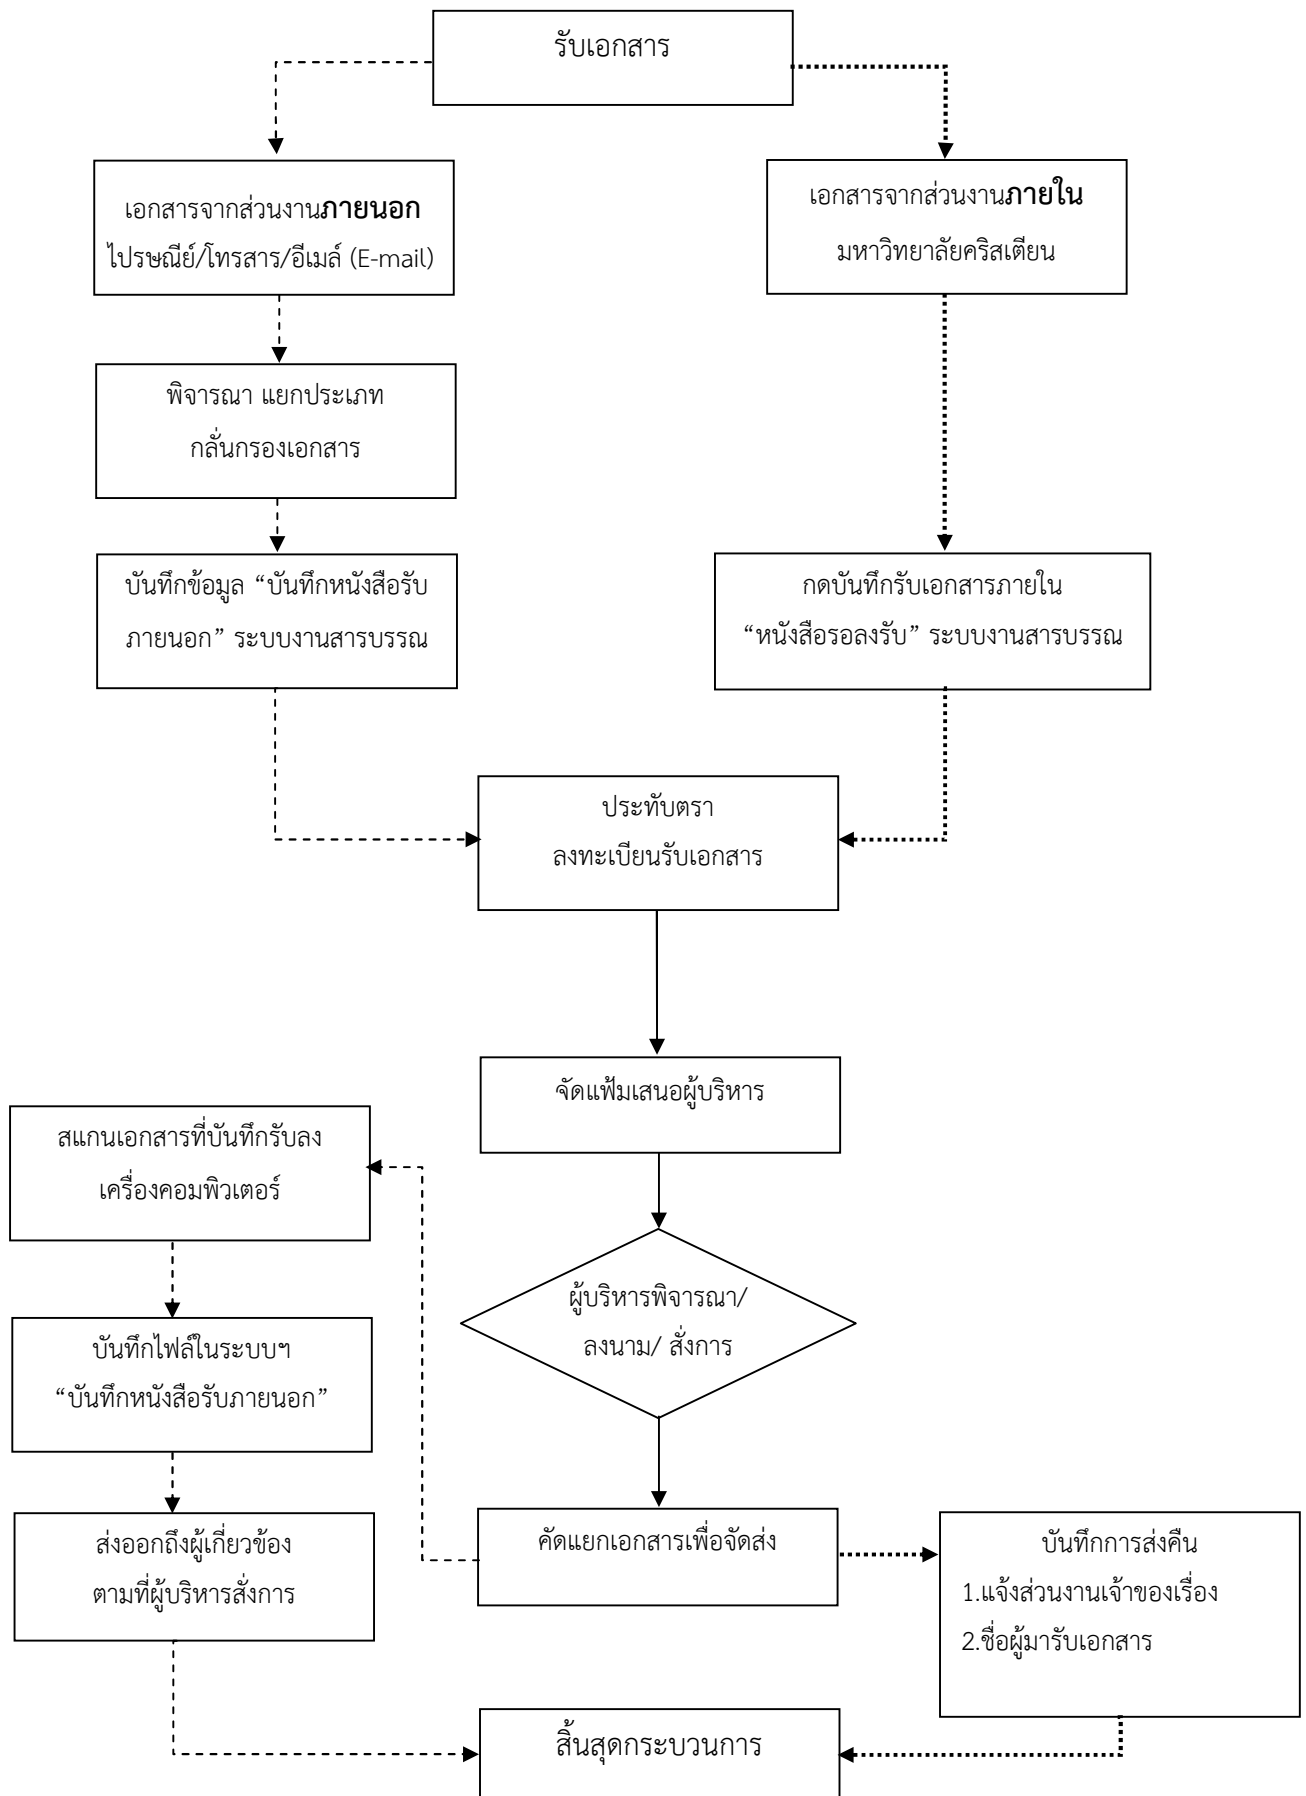 รับเอกสาร
เอกสารจากส่วนงานภายนอก
ไปรษณีย์/โทรสาร/อีเมล์ (E-mail)
เอกสารจากส่วนงานภายใน
มหาวิทยาลัยคริสเตียน
พิจารณา แยกประเภท
กลั่นกรองเอกสาร
บันทึกข้อมูล “บันทึกหนังสือรับ
ภายนอก” ระบบงานสารบรรณ
กดบันทึกรับเอกสารภายใน
“หนังสือรอลงรับ” ระบบงานสารบรรณ
ประทับตรา
ลงทะเบียนรับเอกสาร
จัดแฟ้มเสนอผู้บริหาร
ผู้บริหารพิจารณา/
ลงนาม/ สั่งการ
คัดแยกเอกสารเพื่อจัดส่ง
สแกนเอกสารที่บันทึกรับลง
เครื่องคอมพิวเตอร์
บันทึกไฟล์ในระบบฯ
“บันทึกหนังสือรับภายนอก”
ส่งออกถึงผู้เกี่ยวข้อง
ตามที่ผู้บริหารสั่งการ
บันทึกการส่งคืน
1.แจ้งส่วนงานเจ้าของเรื่อง
2.ชื่อผู้มารับเอกสาร
สิ้นสุดกระบวนการ